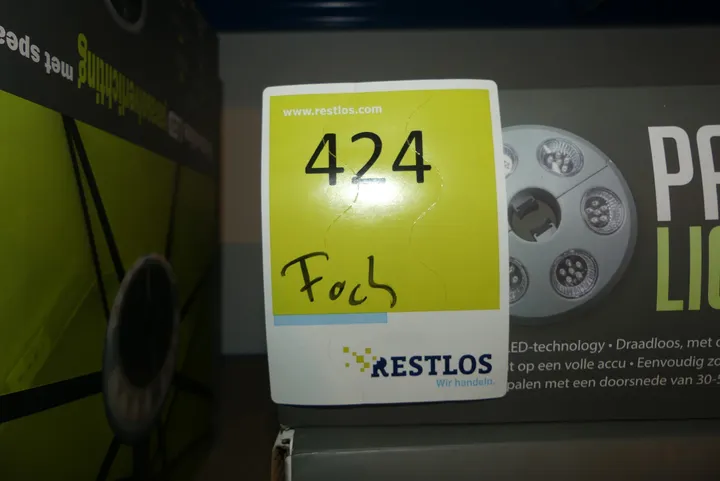 www.restlos.com
424
Foch
RESTLOS
Wir handeln.
PA
LIG
LED-technology • Draadloos, met
t op een volle accu • Eenvoudig
palen met een doorsnede van 30-5
parasolverlichting
met spea